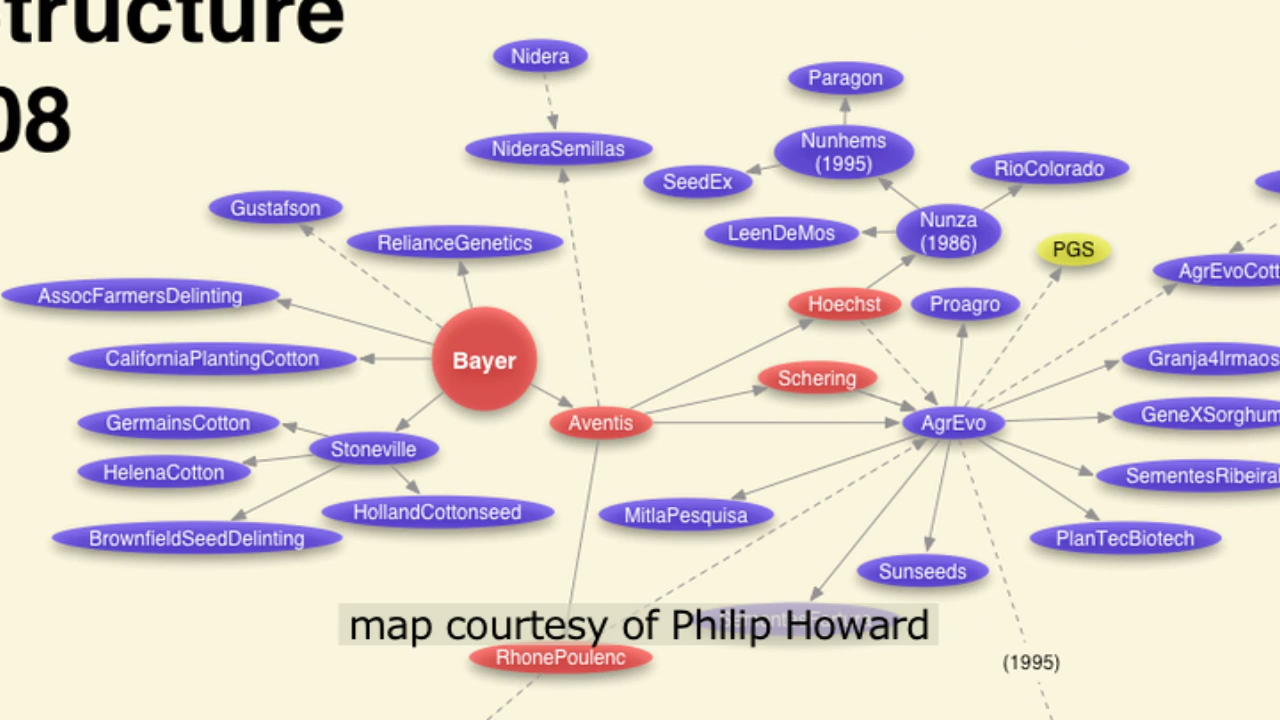 tructure
08
Nidera
Paragon
Nunhems
(1995)
NideraSemillas
SeedEx
RioColorado
Gustafson
Nunza
(1986)
LeenDeMos
RelianceGenetics
PGS
AgrEvoCott
AssocFarmersDelinting
Hoechst
Proagro
Bayer
CaliforniaPlantingCotton
Granja4Irmaos
Schering
GermainsCotton
Aventis
AgrEvo
GeneXSorghum
Stoneville
HelenaCotton
SementesRibeiral
HollandCottonseed
MitlaPesquisa
BrownfieldSeedDelinting
PlanTecBiotech
Sunseeds
map courtesy of Philip Howard
RhonePoulenc
(1995)